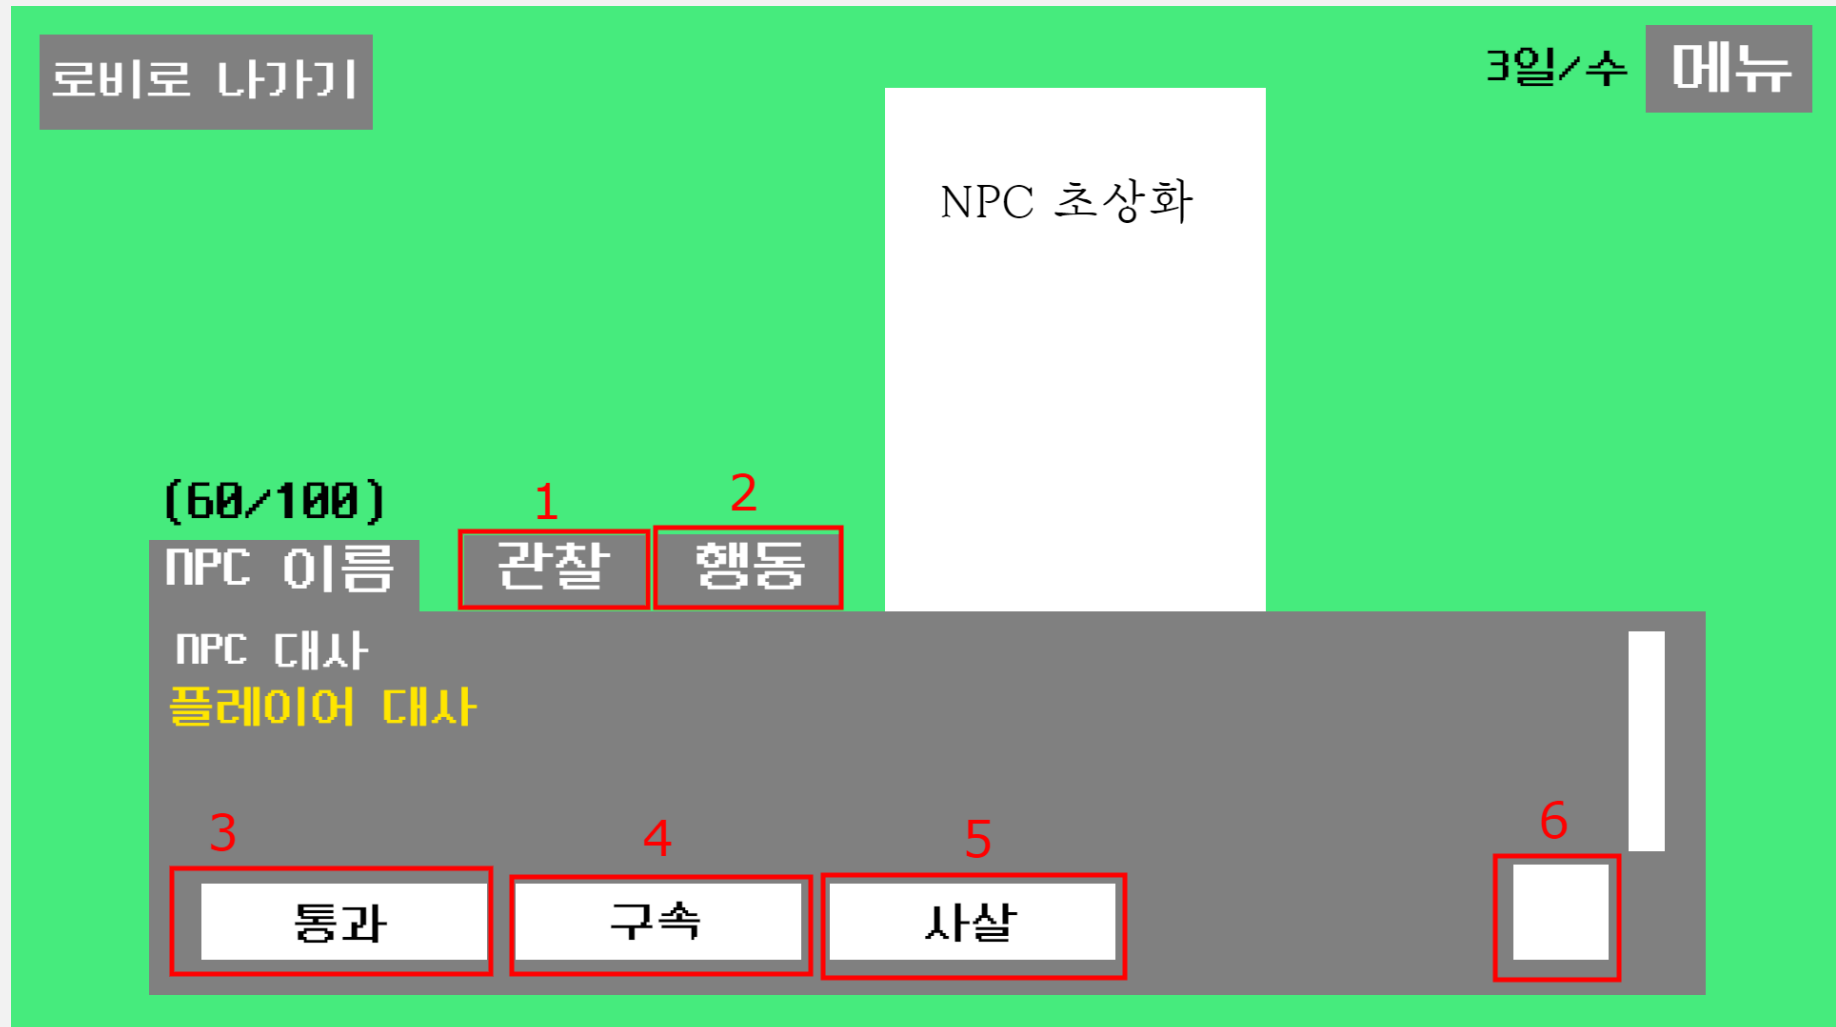 로비로 나가기
3일/수 메뉴
NPC 초상화
(60/100)
1
2
NPC 이름
관찰
행동
NPC 대사
플레이어 대사
3
4
5
6
통과
구속
사살